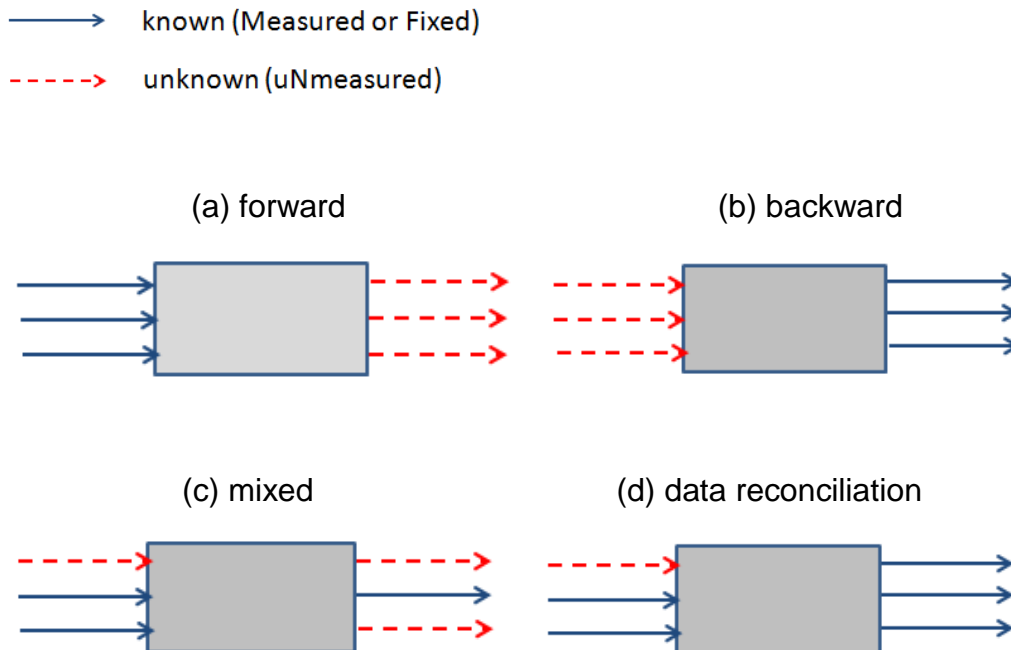 known (Measured or Fixed)
unknown (uNmeasured)
(a) forward
(b) backward
(c) mixed
(d) data reconciliation